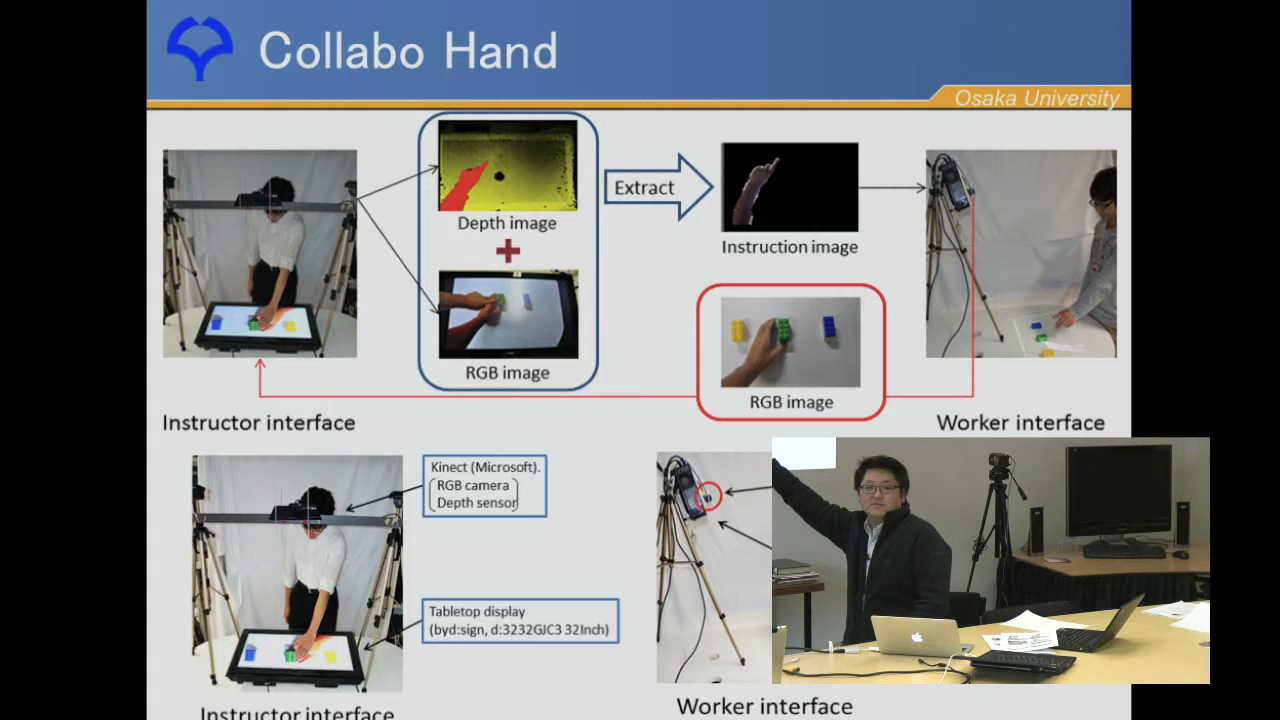 Collabo Hand
Osaka University
Depth image
Extract
Instruction image
RGB image
RGB image
Instructor interface
Worker interface
Kinect (Microsoft).
RGB camera
Depth sensor
Tabletop display
(byd:sign, d:3232GJC3 32Inch)
Instructor interface
Worker interface